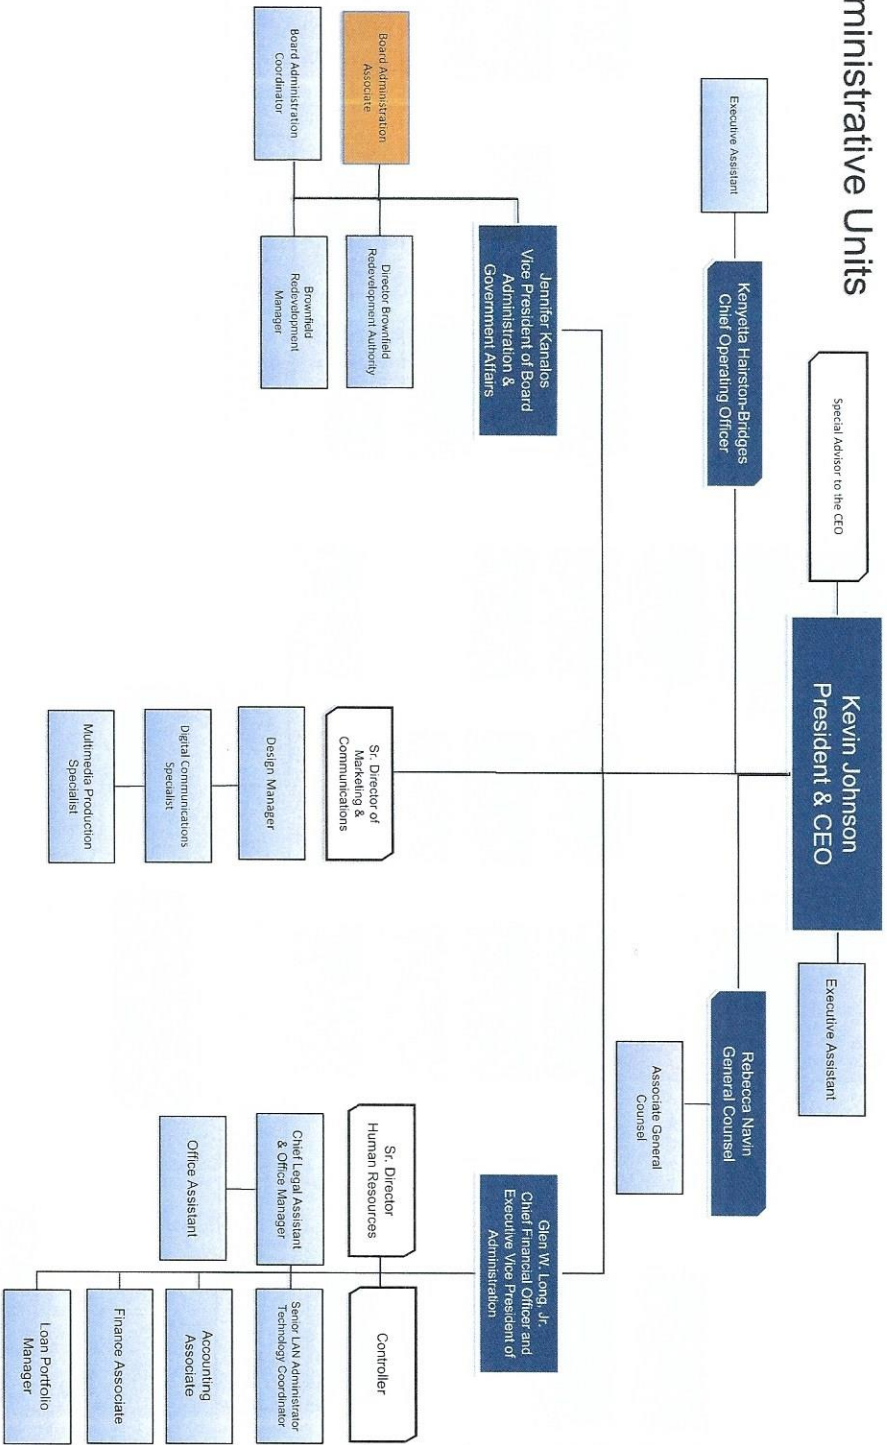 ministrative Units
Special Advisor to the CEO
Kevin Johnson
President & CEO
Executive Assistant
Executive Assistant
Kenyetta Hairston-Bridges
Chief Operating Officer
Rebecca Navin
General Counsel
Associate General
Counsel
Jennifer Kanalos
Vice President of Board
Administration &
Government Affairs
Board Administration
Associate
Director Brownfield
Redevelopment Authority
Board Administration
Coordinator
Brownfield
Redevelopment
Manager
Sr. Director of
Marketing &
Communications
Design Manager
Digital Communications
Specialist
Multimedia Production
Specialist
Glen W. Long, Jr.
Chief Financial Officer and
Executive Vice President of
Administration
Sr. Director
Human Resources
Controller
Chief Legal Assistant
& Office Manager
Senior LAN Administrator
Technology Coordinator
Office Assistant
Accounting
Associate
Finance Associate
Loan Portfolio
Manager